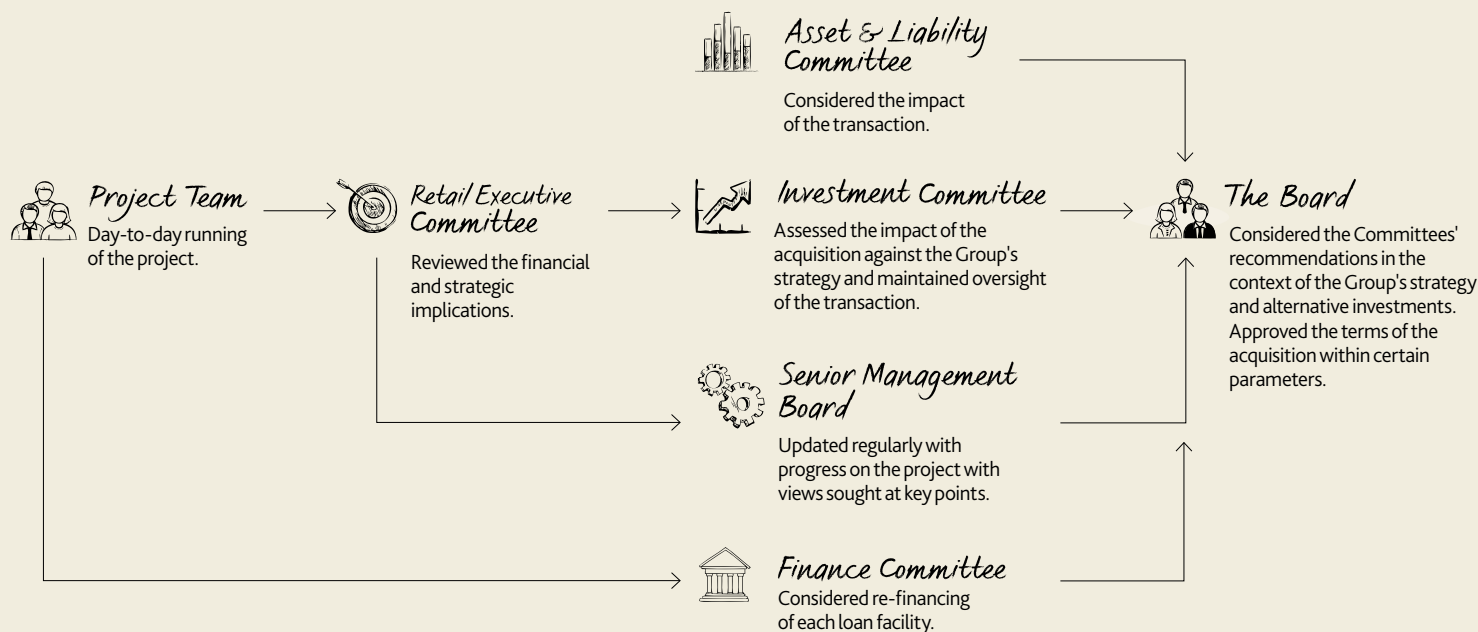 Asset & Liability
Committee
Considered the impact
of the transaction.
Project Team
Day-to-day running
of the project.
Retail Executive
Committee
Reviewed the financial
and strategic
implications.
Investment Committee
Assessed the impact of the
acquisition against the Group's
strategy and maintained oversight
of the transaction.
The Board
Considered the Committees'
recommendations in the
context of the Group's strategy
and alternative investments.
Approved the terms of the
acquisition within certain
parameters.
Senior Management
Board
Updated regularly with
progress on the project with
views sought at key points.
Finance Committee
Considered re-financing
of each loan facility.